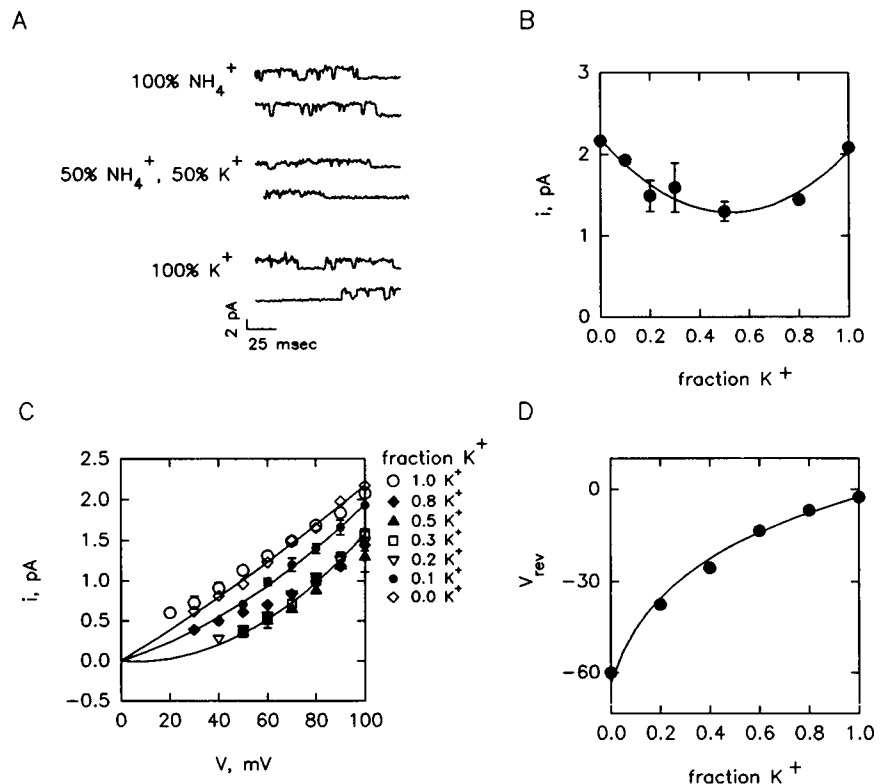 A
100% NH4+
50% NH4+, 50% K+
100% K+
2 pA
25 msec
B
3
2
1
0
i, pA
0.0 0.2 0.4 0.6 0.8 1.0
fraction K+
C
2.5
2.0
1.5
1.0
0.5
0.0
−0.5
i, pA
0 20 40 60 80 100
V, mV
fraction K+
1.0 K+
0.8 K+
0.5 K+
0.3 K+
0.2 K+
0.1 K+
0.0 K+
D
0
−30
−60
Vrev
0.0 0.2 0.4 0.6 0.8 1.0
fraction K+